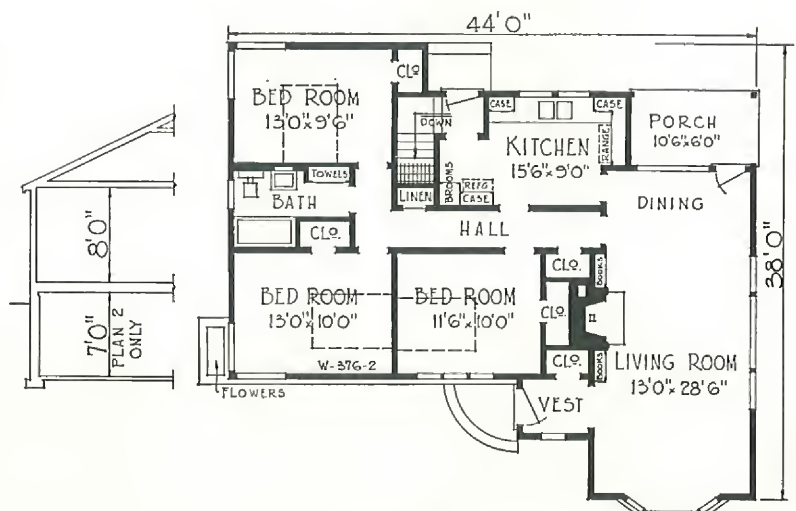 44'0"
CLO
BED ROOM
13'0"x9'6"
DOWN
CASE
CASE
KITCHEN
15'6"x9'0"
RANGE
PORCH
10'6"x6'0"
TOWELS
BATH
LINEN
BROOMS
REFG
CASE
DINING
HALL
CLO.
8'0"
38'0"
CLO.
BOOKS
BED ROOM
13'0"x10'0"
BED ROOM
11'6"x10'0"
CLO.
7'0"
PLAN 2
ONLY
W-376-2
CLO.
BOOKS
LIVING ROOM
13'0"x28'6"
FLOWERS
VEST